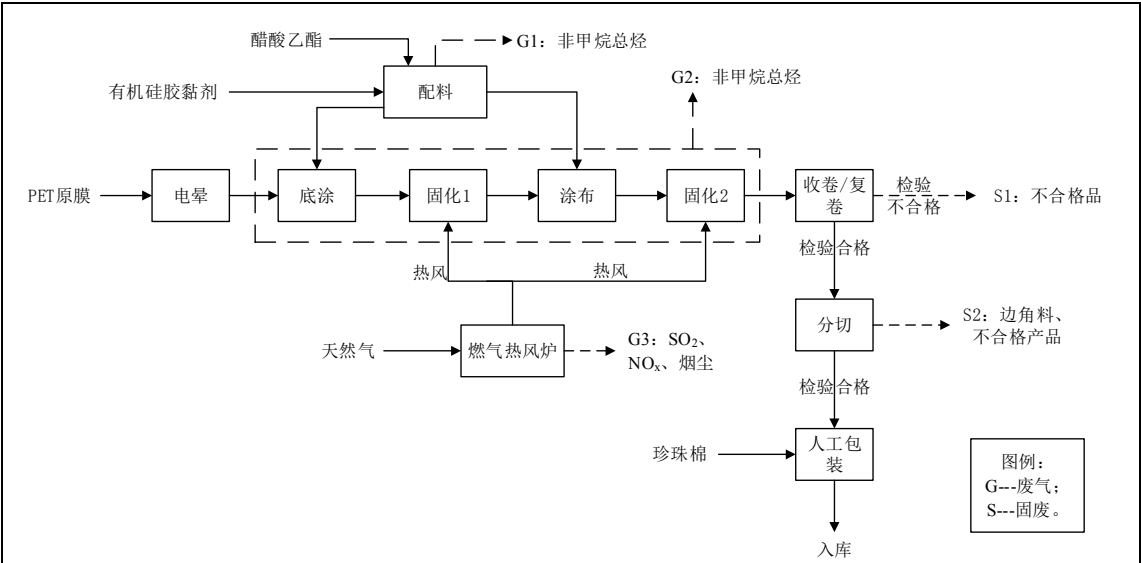 醋酸乙酯
G1：非甲烷总烃
G2：非甲烷总烃
有机硅胶黏剂
配料
PET原膜
电晕
底涂
固化1
涂布
固化2
收卷/复
卷
检验
不合格
S1：不合格品
热风
热风
检验合格
天然气
燃气热风炉
G3：SO₂、
NOₓ、烟尘
分切
S2：边角料、
不合格产品
检验合格
珍珠棉
人工包
装
图例：
G---废气；
S---固废。
入库